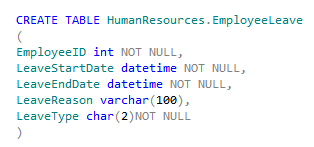 CREATE TABLE HumanResources.EmployeeLeave
(
EmployeeID int NOT NULL,
LeaveStartDate datetime NOT NULL,
LeaveEndDate datetime NOT NULL,
LeaveReason varchar(100),
LeaveType char(2)NOT NULL
)